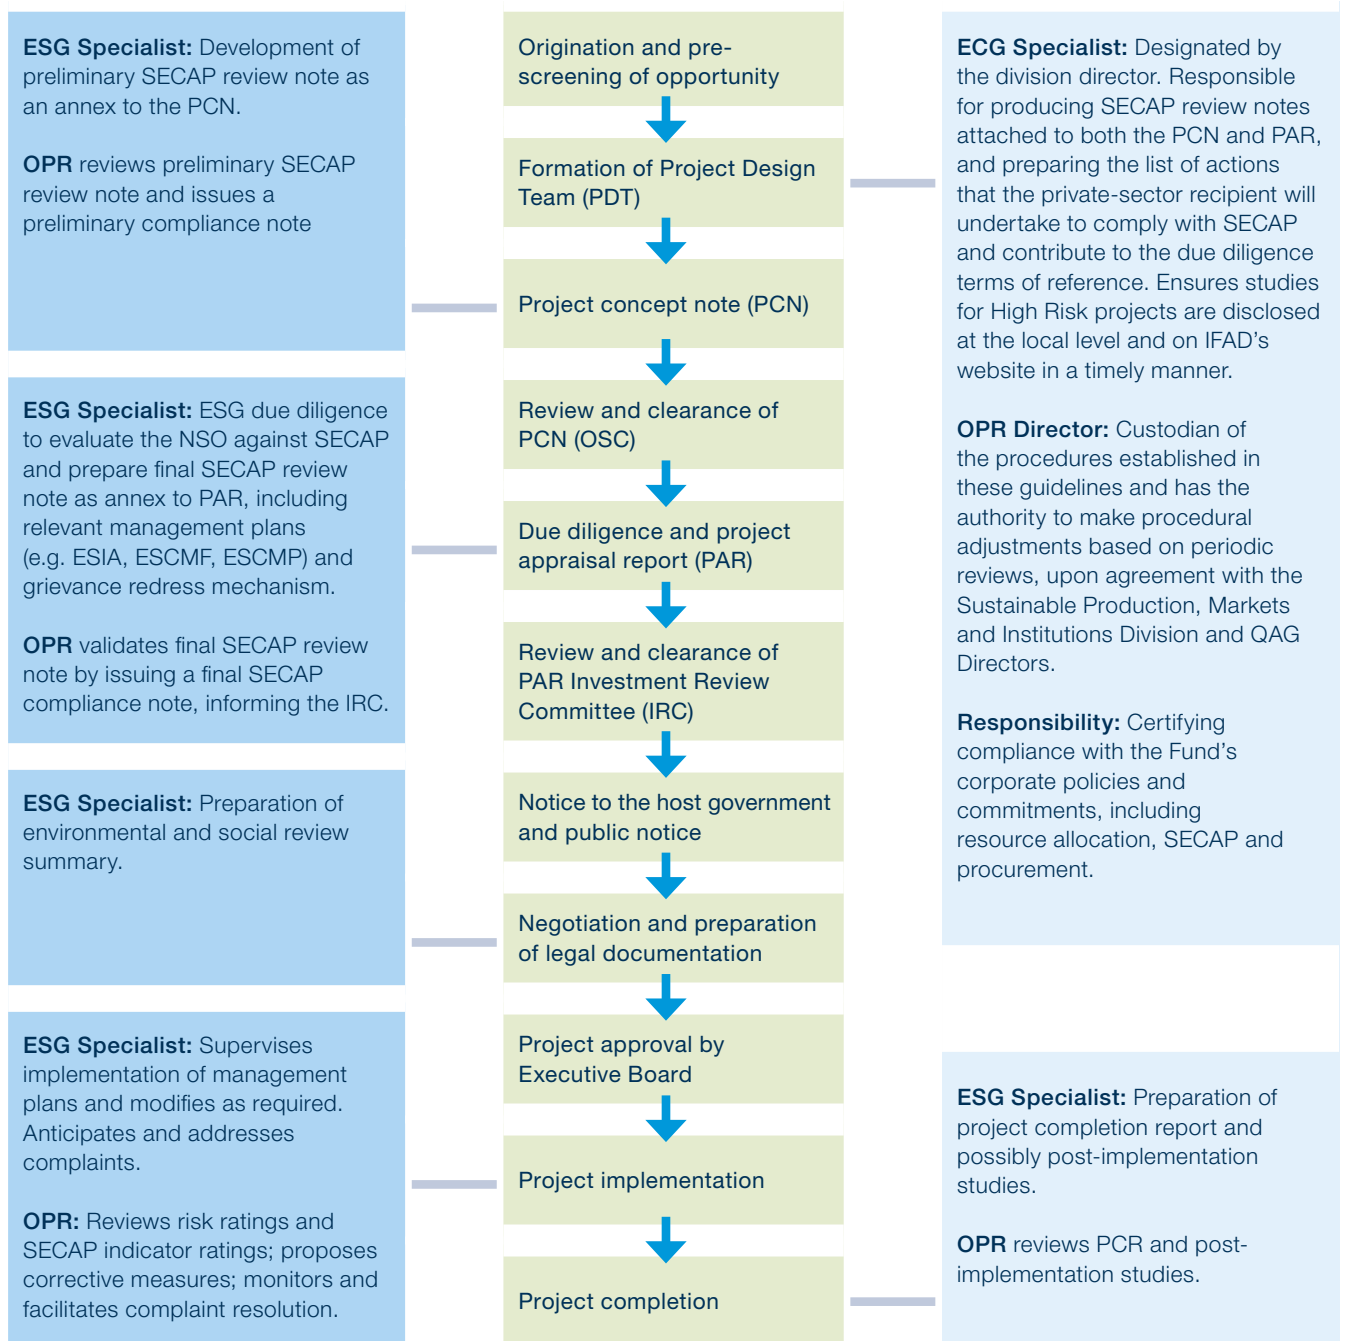 ESG Specialist: Development of
preliminary SECAP review note as
an annex to the PCN.
OPR reviews preliminary SECAP
review note and issues a
preliminary compliance note
ESG Specialist: ESG due diligence
to evaluate the NSO against SECAP
and prepare final SECAP review
note as annex to PAR, including
relevant management plans
(e.g. ESIA, ESCMF, ESCMP) and
grievance redress mechanism.
OPR validates final SECAP review
note by issuing a final SECAP
compliance note, informing the IRC.
ESG Specialist: Preparation of
environmental and social review
summary.
ESG Specialist: Supervises
implementation of management
plans and modifies as required.
Anticipates and addresses
complaints.
OPR: Reviews risk ratings and
SECAP indicator ratings; proposes
corrective measures; monitors and
facilitates complaint resolution.
Origination and pre-
screening of opportunity
Formation of Project Design
Team (PDT)
Project concept note (PCN)
Review and clearance of
PCN (OSC)
Due diligence and project
appraisal report (PAR)
Review and clearance of
PAR Investment Review
Committee (IRC)
Notice to the host government
and public notice
Negotiation and preparation
of legal documentation
Project approval by
Executive Board
Project implementation
Project completion
ECG Specialist: Designated by
the division director. Responsible
for producing SECAP review notes
attached to both the PCN and PAR,
and preparing the list of actions
that the private-sector recipient will
undertake to comply with SECAP
and contribute to the due diligence
terms of reference. Ensures studies
for High Risk projects are disclosed
at the local level and on IFAD’s
website in a timely manner.
OPR Director: Custodian of
the procedures established in
these guidelines and has the
authority to make procedural
adjustments based on periodic
reviews, upon agreement with the
Sustainable Production, Markets
and Institutions Division and QAG
Directors.
Responsibility: Certifying
compliance with the Fund’s
corporate policies and
commitments, including
resource allocation, SECAP and
procurement.
ESG Specialist: Preparation of
project completion report and
possibly post-implementation
studies.
OPR reviews PCR and post-
implementation studies.